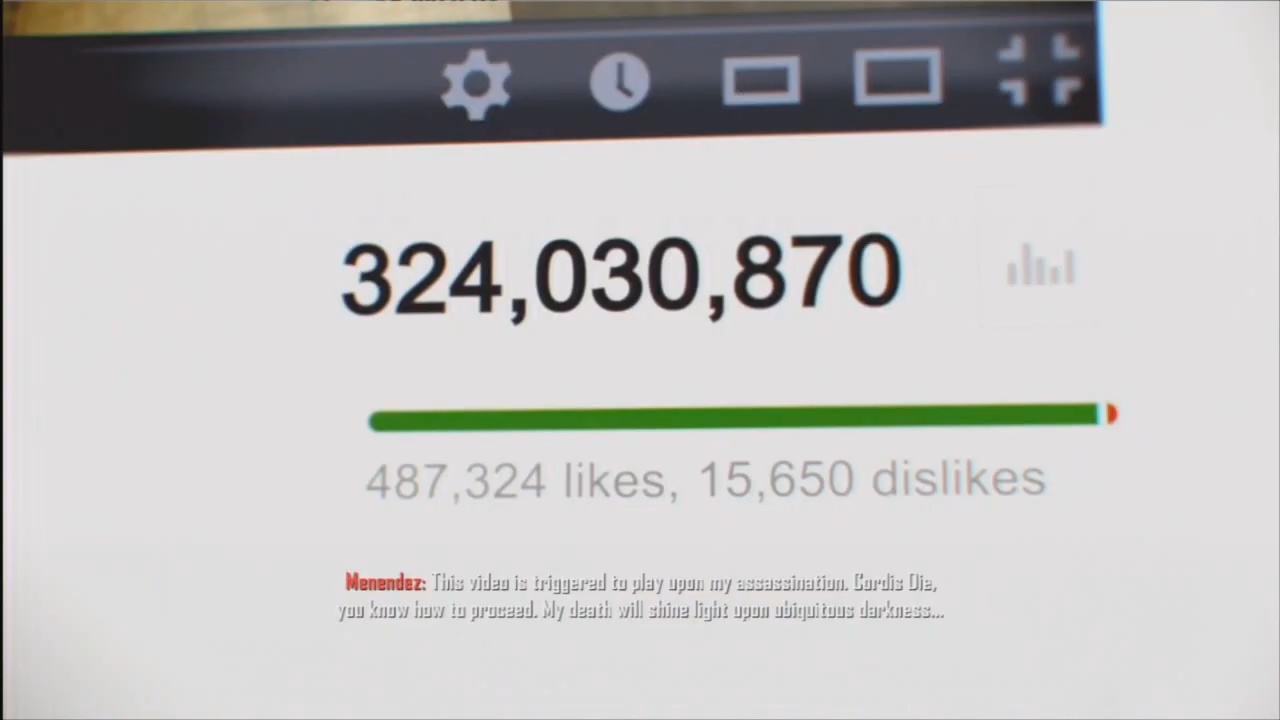 324,030,870
487,324 likes, 15,650 dislikes
Menendez: This video is triggered to play upon my assassination. Cordis Die,
you know how to proceed. My death will shine light upon ubiquitous darkness...